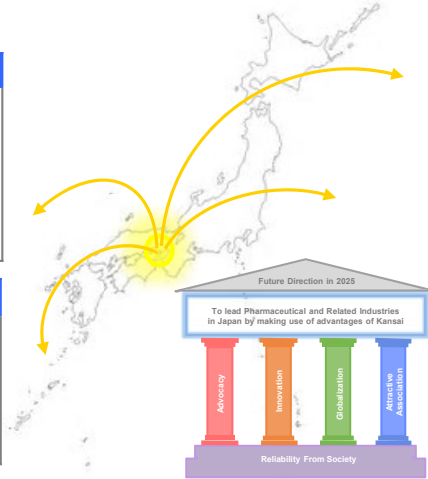 Future Direction in 2025
To lead Pharmaceutical and Related Industries
in Japan by making use of advantages of Kansai
Advocacy
Innovation
Globalization
Attractive
Association
Reliability From Society